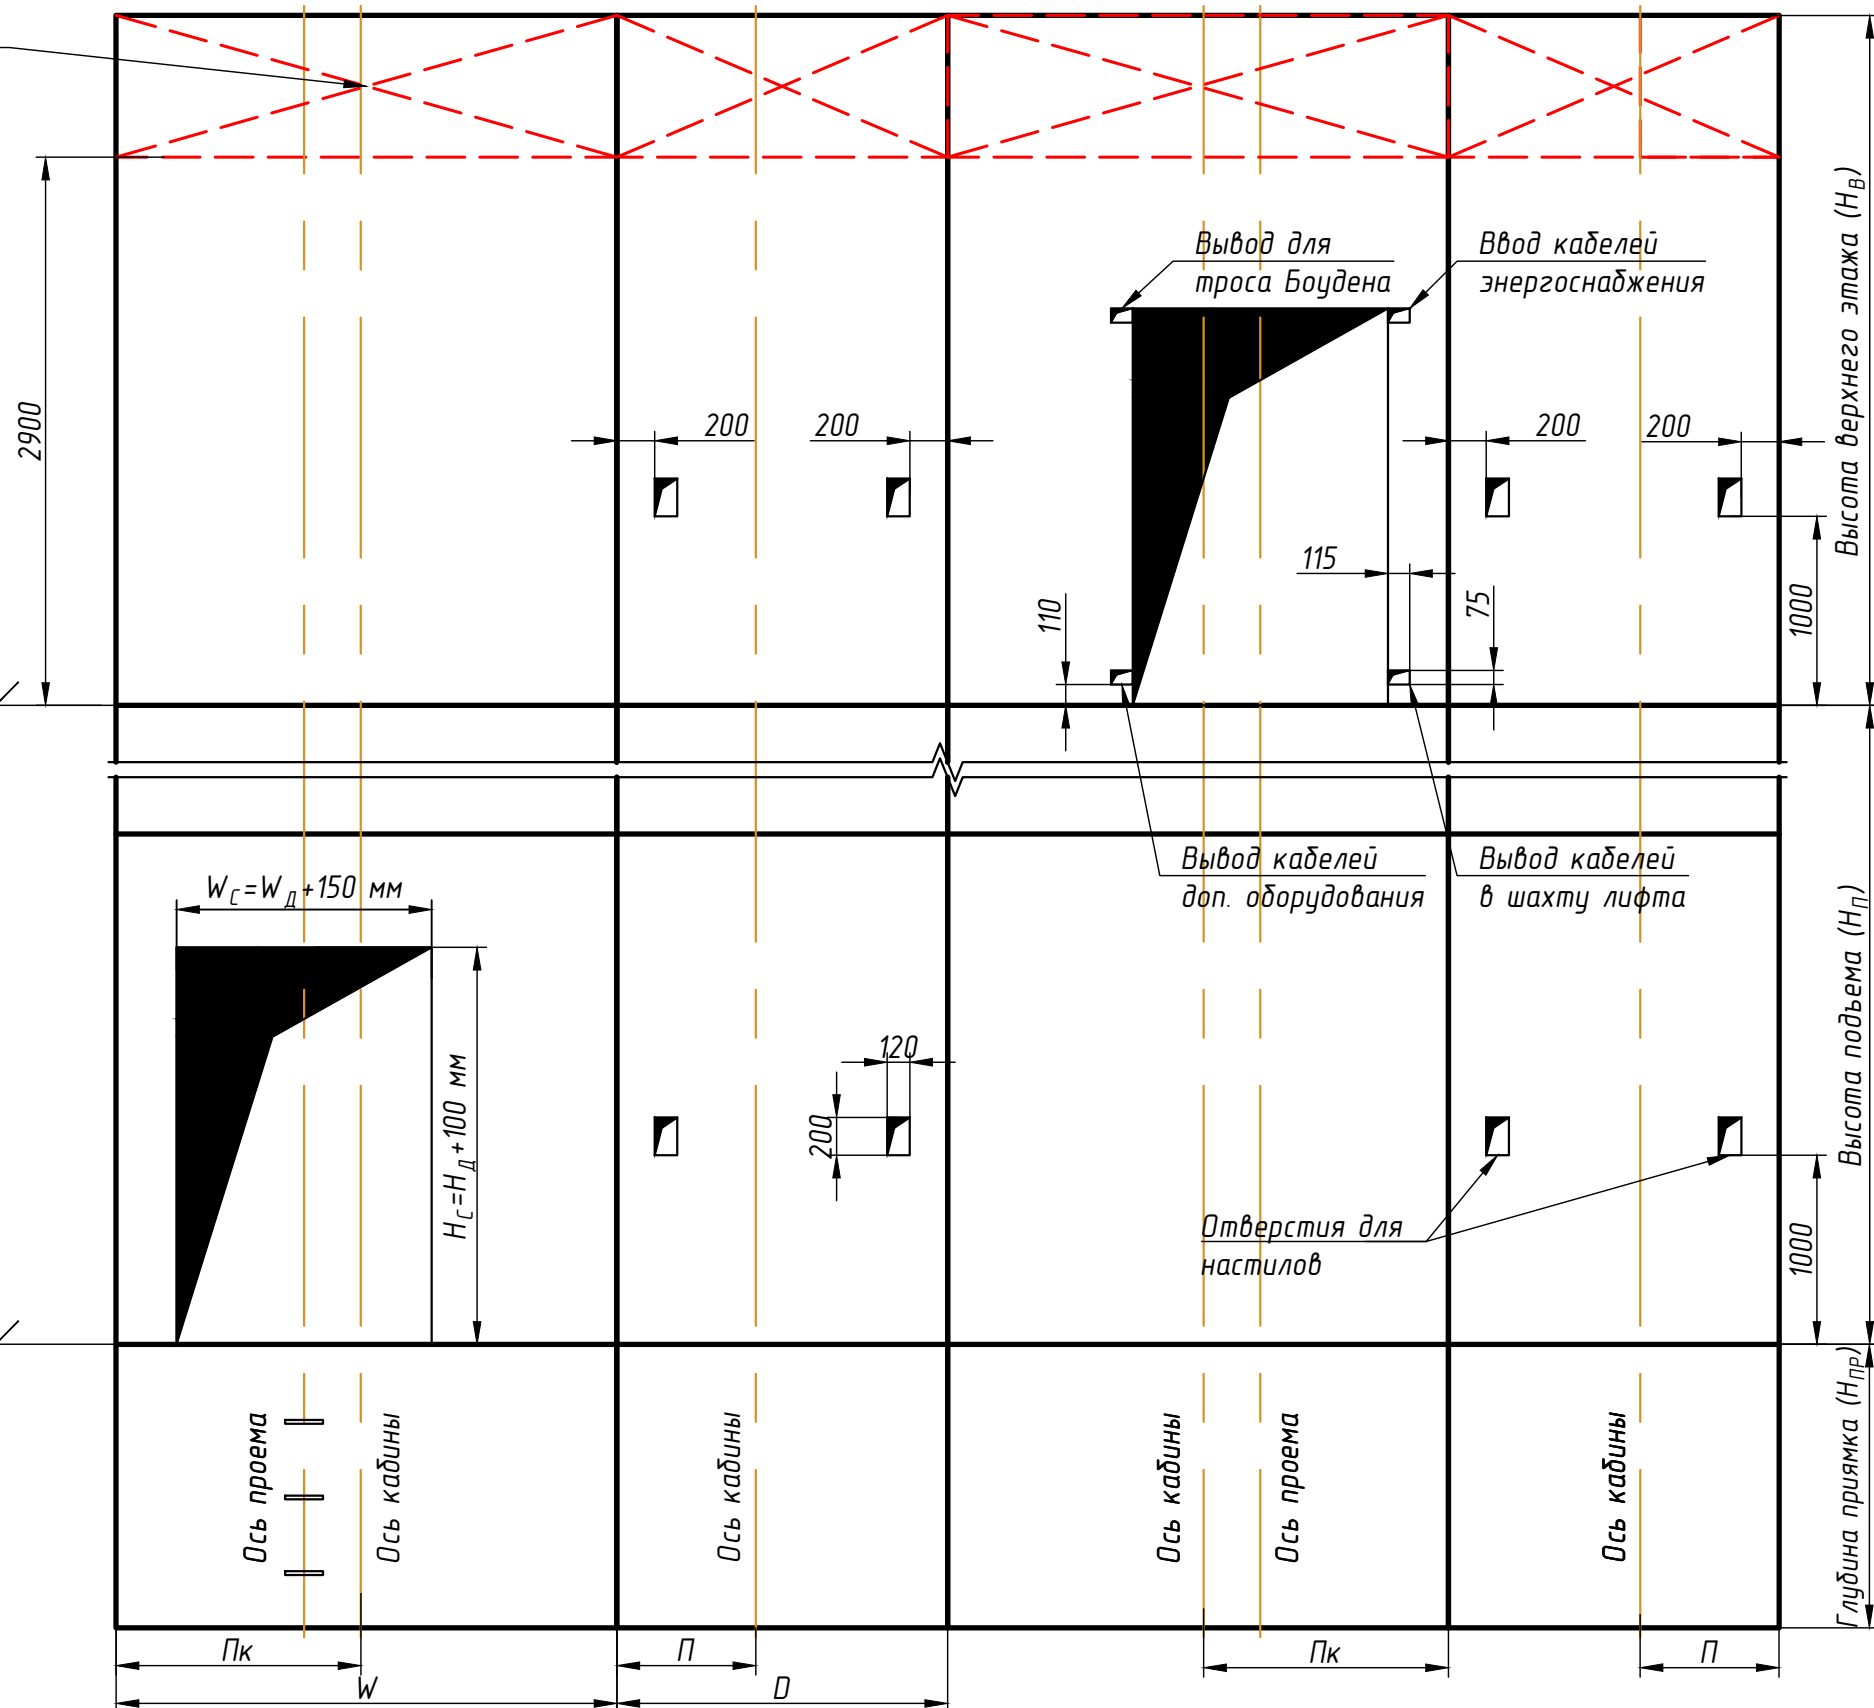 Вывод для
троса Боудена
Ввод кабелей
энергоснабжения
Высота верхнего этажа (HВ)
2900
200
200
200
200
115
110
75
1000
Вывод кабелей
доп. оборудования
Вывод кабелей
в шахту лифта
WС=WД+150 мм
HС=HД+100 мм
120
200
Высота подъема (HП)
Отверстия для
настилов
1000
Ось проема
Ось кабины
Ось кабины
Ось кабины
Ось проема
Ось кабины
Глубина приямка (HПР)
Пк
П
Пк
П
W
D